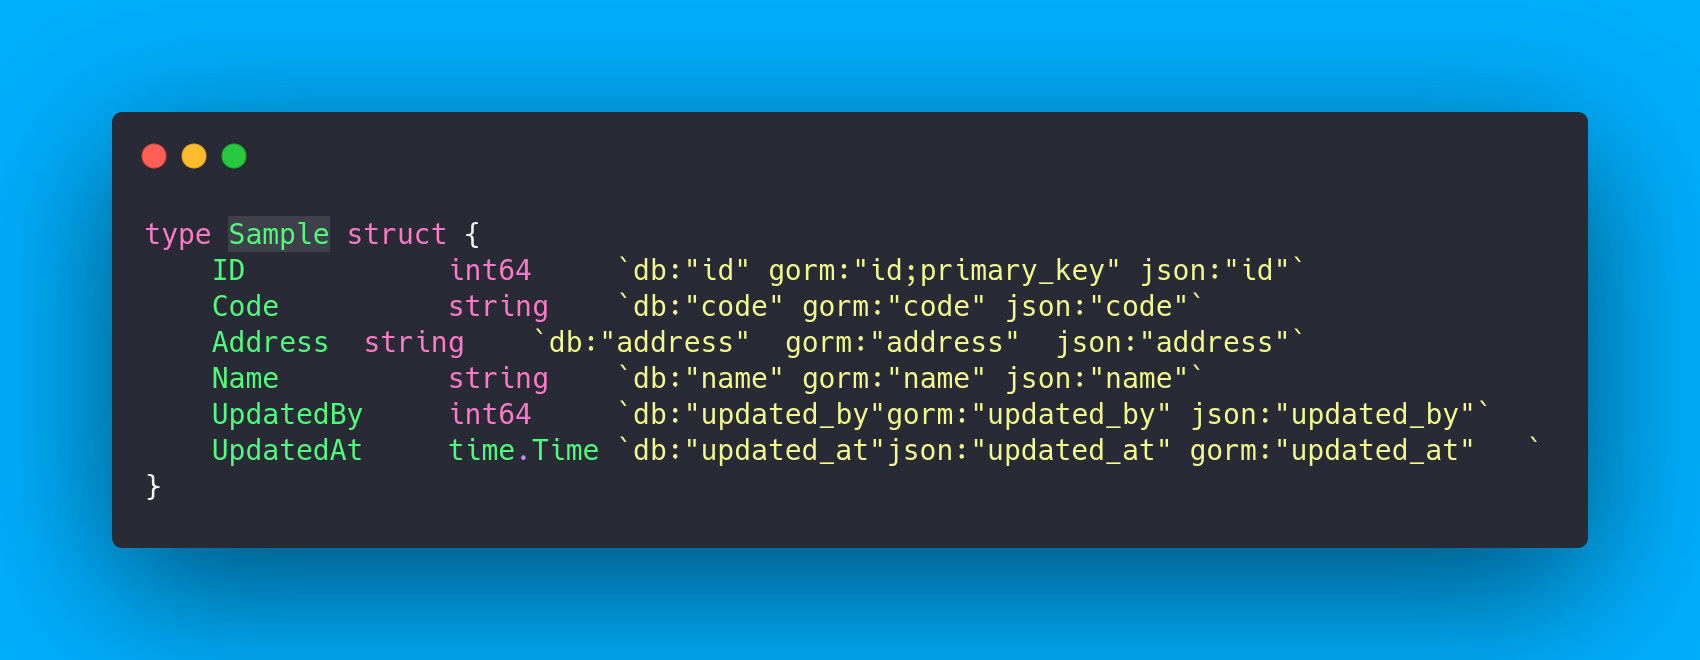 type Sample struct {
    ID            int64     `db:"id" gorm:"id;primary_key" json:"id"`
    Code          string    `db:"code" gorm:"code" json:"code"`
    Address  string    `db:"address"  gorm:"address"  json:"address"`
    Name          string    `db:"name" gorm:"name" json:"name"`
    UpdatedBy     int64     `db:"updated_by"gorm:"updated_by" json:"updated_by"`
    UpdatedAt     time.Time `db:"updated_at"json:"updated_at" gorm:"updated_at"   `
}